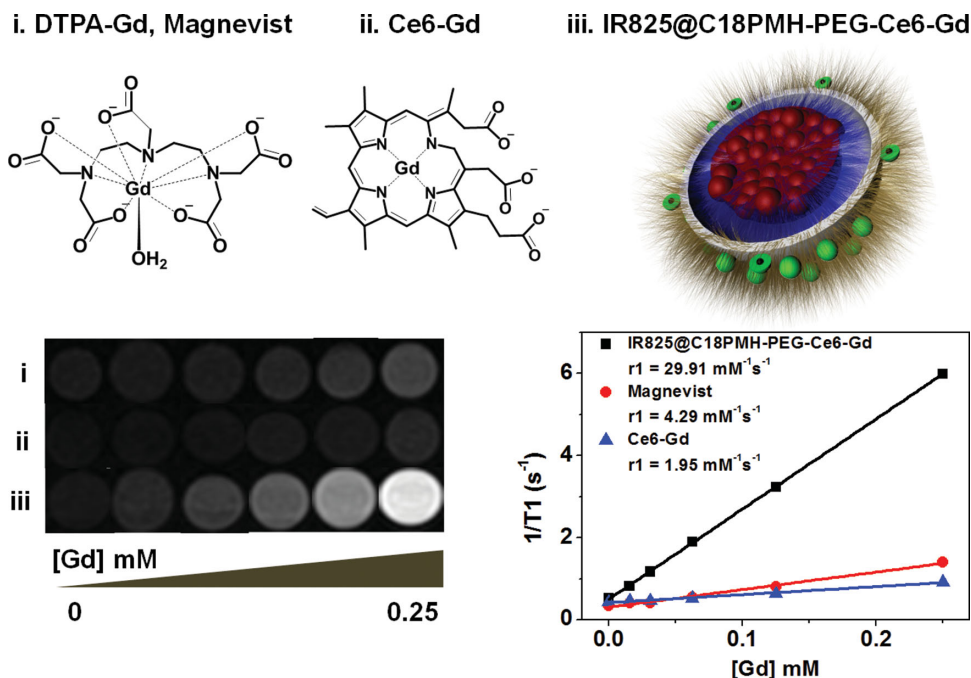 i. DTPA-Gd, Magnevist
ii. Ce6-Gd
iii. IR825@C18PMH-PEG-Ce6-Gd
O
O⁻
O⁻
O
O⁻
O
N
N
N
Gd
O
O⁻
O⁻
O
OH₂
O
O⁻
N
N
Gd
N
N
O
O⁻
O
O⁻
i
ii
iii
[Gd] mM
0
0.25
IR825@C18PMH-PEG-Ce6-Gd
r1 = 29.91 mM⁻¹s⁻¹
Magnevist
r1 = 4.29 mM⁻¹s⁻¹
Ce6-Gd
r1 = 1.95 mM⁻¹s⁻¹
1/T1 (s⁻¹)
6
4
2
0
0.0
0.1
0.2
[Gd] mM